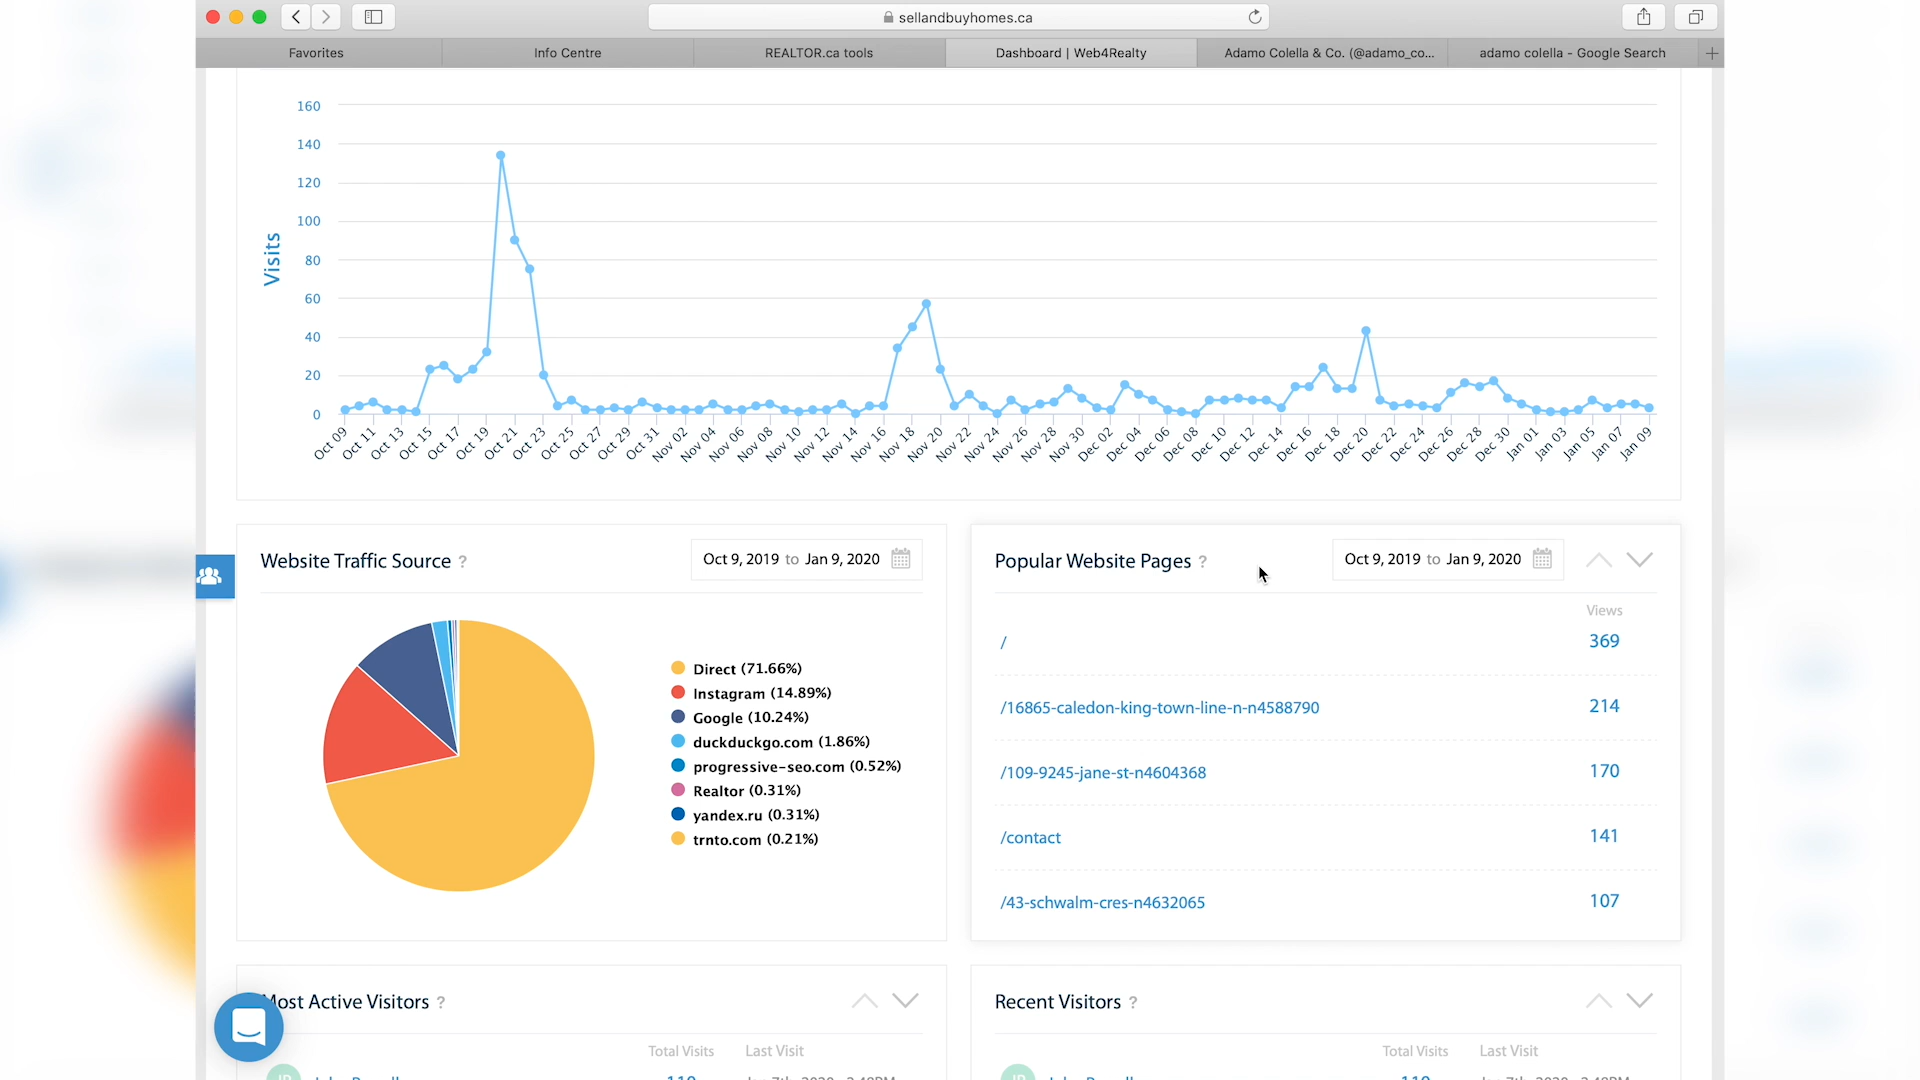 sellandbuyhomes.ca
Favorites
Info Centre
REALTOR.ca tools
Dashboard | Web4Realty
Adamo Colella & Co. (@adamo_co...
adamo colella - Google Search
Visits
160
140
120
100
80
60
40
20
0
Oct 09
Oct 11
Oct 13
Oct 15
Oct 17
Oct 19
Oct 21
Oct 23
Oct 25
Oct 27
Oct 29
Oct 31
Nov 02
Nov 04
Nov 06
Nov 08
Nov 10
Nov 12
Nov 14
Nov 16
Nov 18
Nov 20
Nov 22
Nov 24
Nov 26
Nov 28
Nov 30
Dec 02
Dec 04
Dec 06
Dec 08
Dec 10
Dec 12
Dec 14
Dec 16
Dec 18
Dec 20
Dec 22
Dec 24
Dec 26
Dec 28
Dec 30
Jan 01
Jan 03
Jan 05
Jan 07
Jan 09
Website Traffic Source ?
Oct 9, 2019 to Jan 9, 2020
Direct (71.66%)
Instagram (14.89%)
Google (10.24%)
duckduckgo.com (1.86%)
progressive-seo.com (0.52%)
Realtor (0.31%)
yandex.ru (0.31%)
trnto.com (0.21%)
Popular Website Pages ?
Oct 9, 2019 to Jan 9, 2020
Views
/ 369
/16865-caledon-king-town-line-n-n4588790 214
/109-9245-jane-st-n4604368 170
/contact 141
/43-schwalm-cres-n4632065 107
Most Active Visitors ?
Total Visits Last Visit
Recent Visitors ?
Total Visits Last Visit